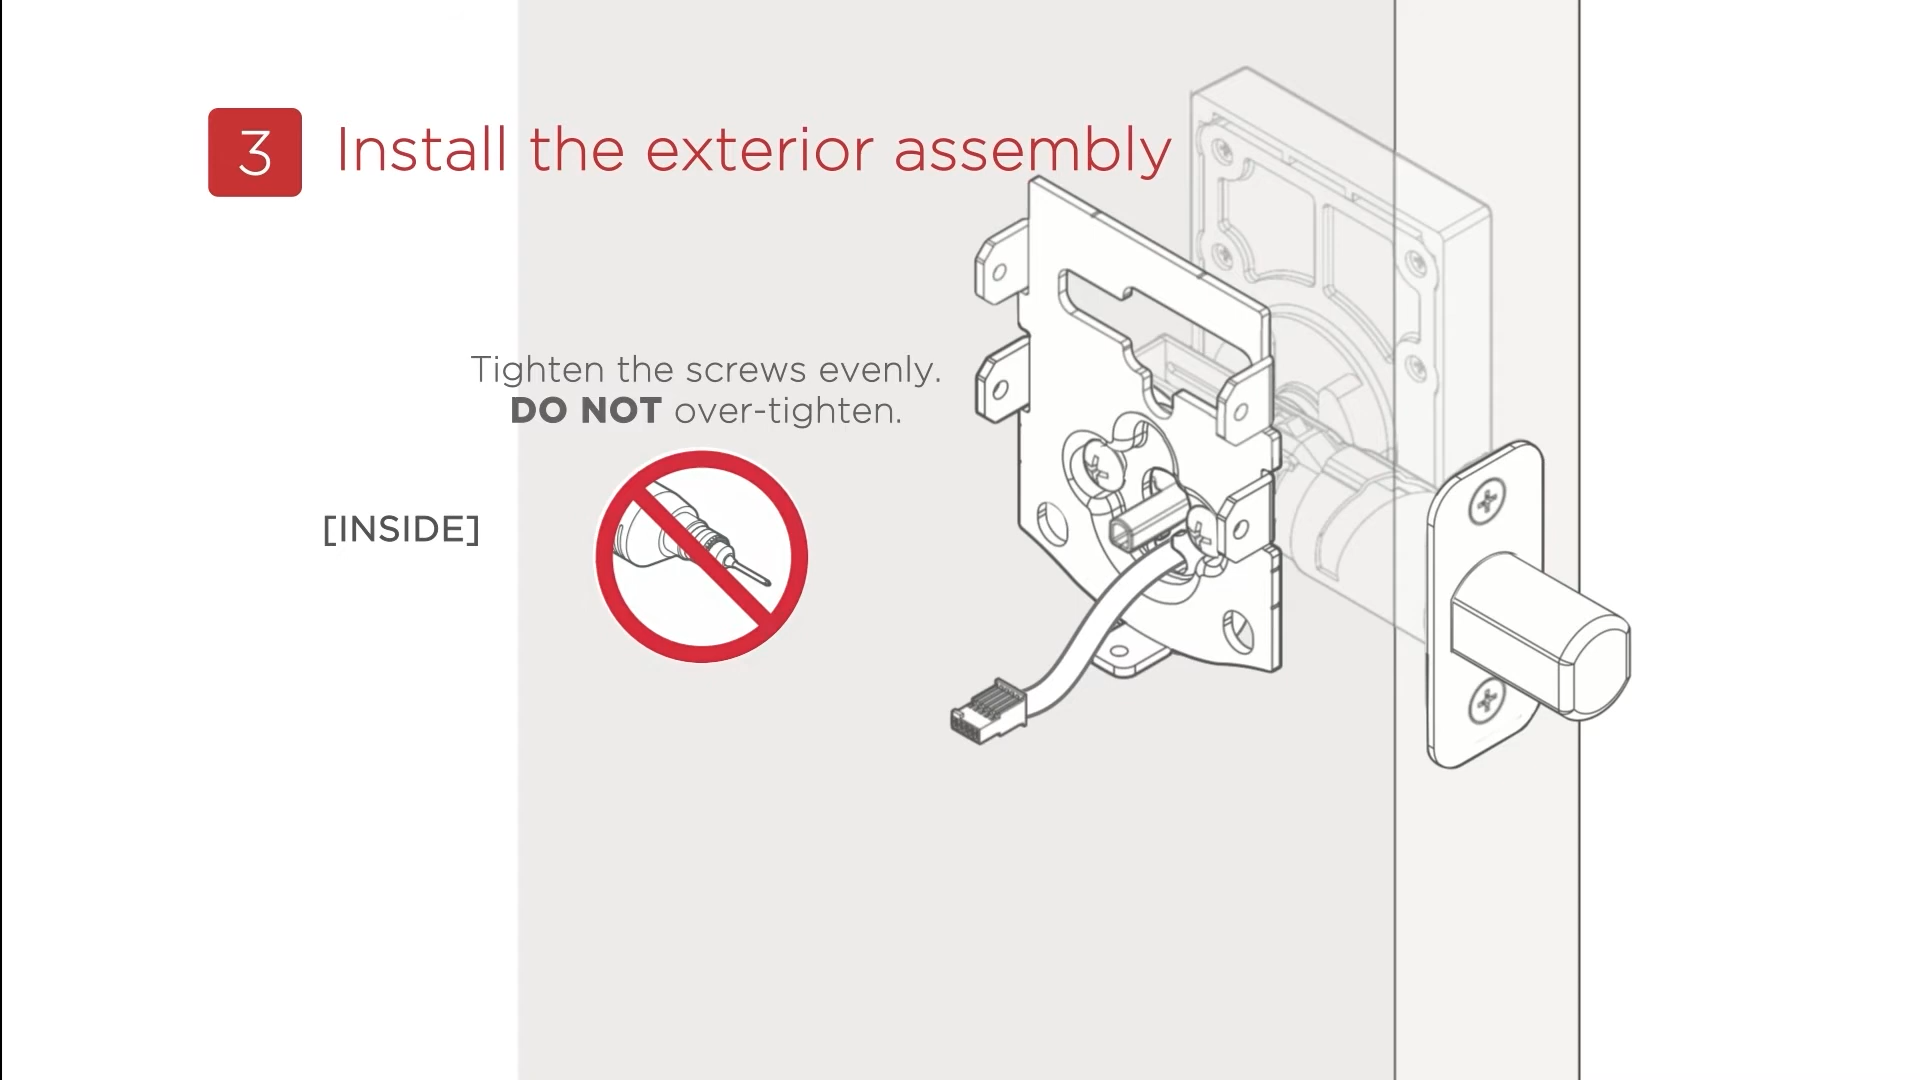 3 Install the exterior assembly
Tighten the screws evenly.
DO NOT over-tighten.
[INSIDE]